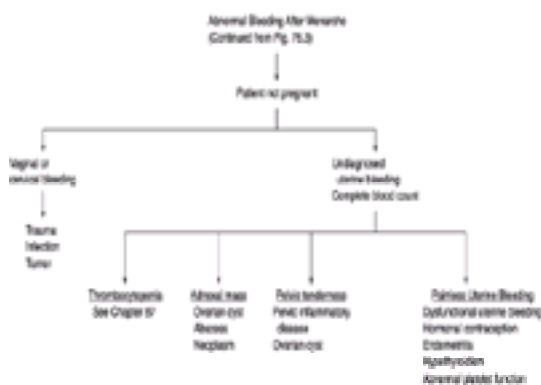 Abnormal Bleeding After Menarche
(Continued from Fig. 75.3)
Patient not pregnant
Vaginal or
cervical bleeding
Undiagnosed
uterine bleeding
Complete blood count
Trauma
Infection
Tumor
Thrombocytopenia
See Chapter
Adnexal mass
Ovarian cyst
Abscess
Neoplasm
Pelvic tenderness
Pelvic inflammatory
disease
Ovarian cyst
Painless Uterine Bleeding
Dysfunctional uterine bleeding
Hormonal contraception
Endometritis
Hypothyroidism
Abnormal platelet function